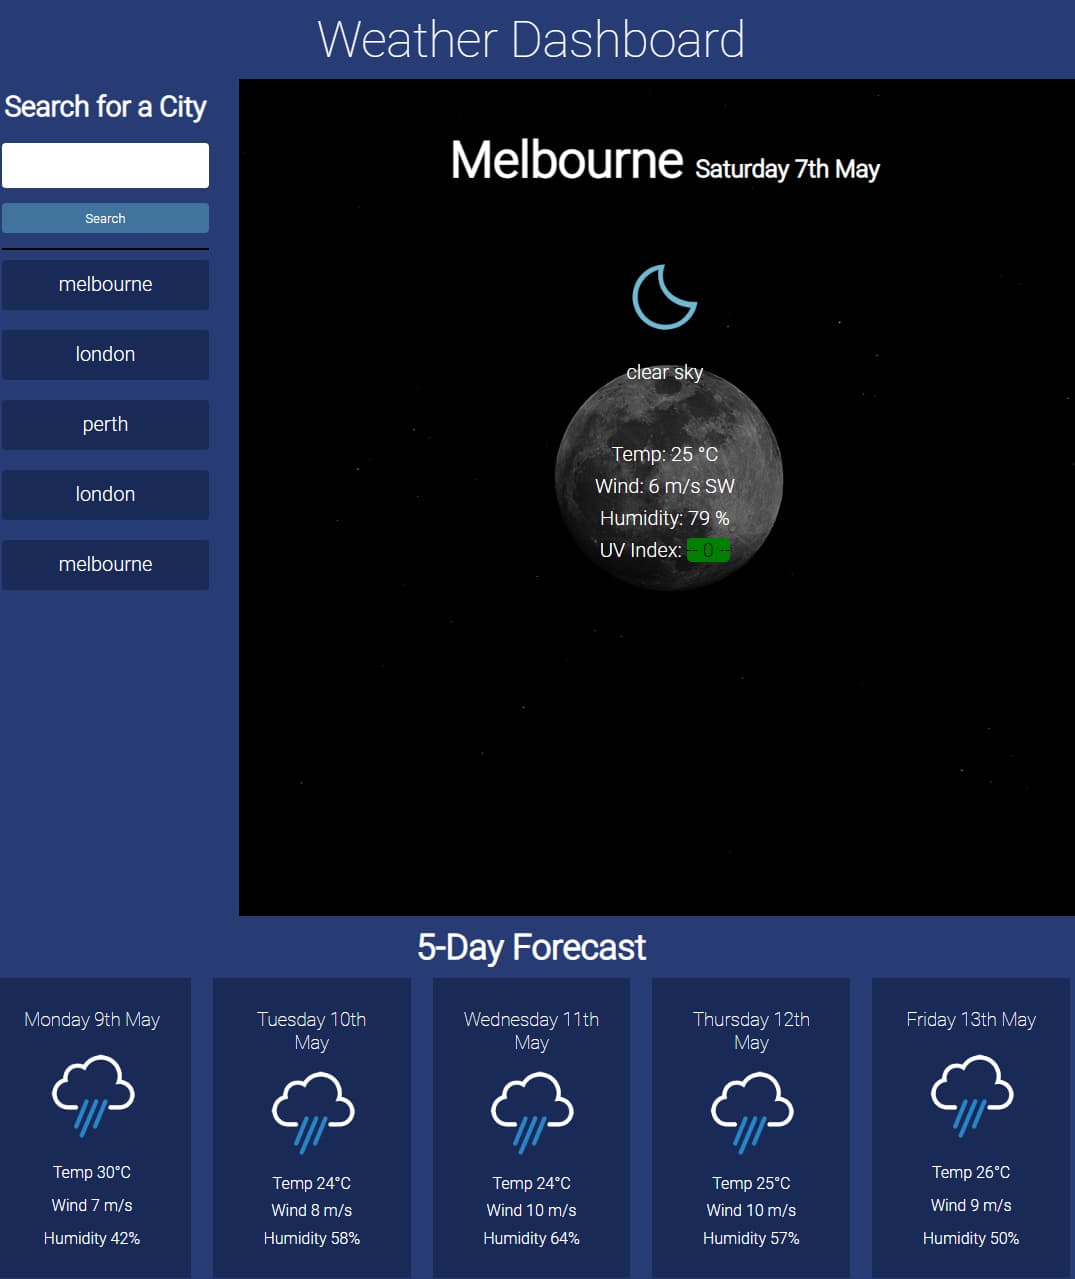 Weather Dashboard
Search for a City
Search
melbourne
london
perth
london
melbourne
Melbourne Saturday 7th May
clear sky
Temp: 25 °C
Wind: 6 m/s SW
Humidity: 79 %
UV Index: -- 0 --
5-Day Forecast
Monday 9th May
Temp 30°C
Wind 7 m/s
Humidity 42%
Tuesday 10th
May
Temp 24°C
Wind 8 m/s
Humidity 58%
Wednesday 11th
May
Temp 24°C
Wind 10 m/s
Humidity 64%
Thursday 12th
May
Temp 25°C
Wind 10 m/s
Humidity 57%
Friday 13th May
Temp 26°C
Wind 9 m/s
Humidity 50%